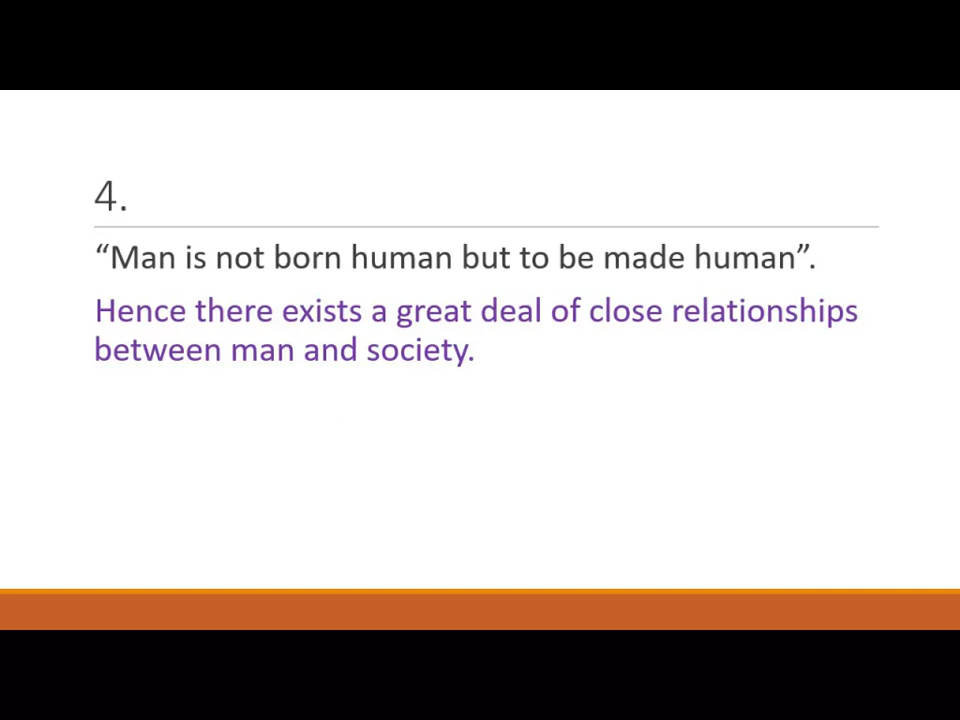 4.
“Man is not born human but to be made human”.
Hence there exists a great deal of close relationships
between man and society.